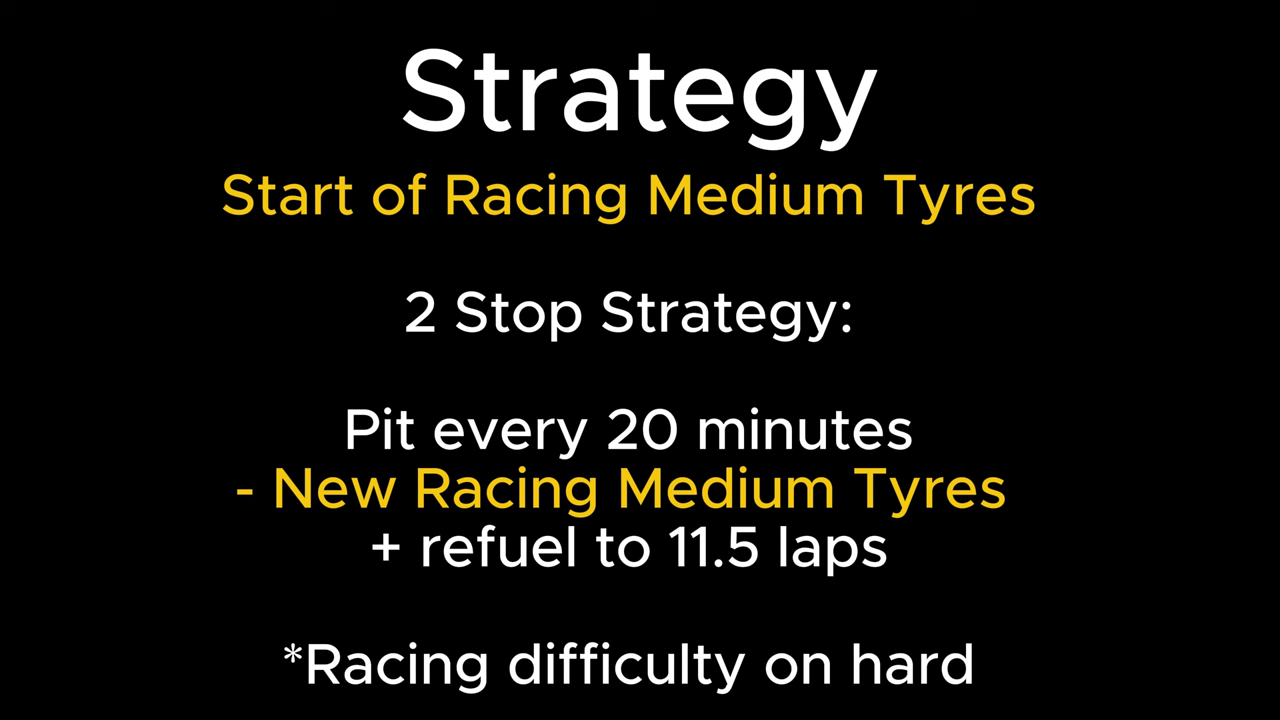 Strategy
Start of Racing Medium Tyres
2 Stop Strategy:
Pit every 20 minutes
- New Racing Medium Tyres
+ refuel to 11.5 laps
*Racing difficulty on hard